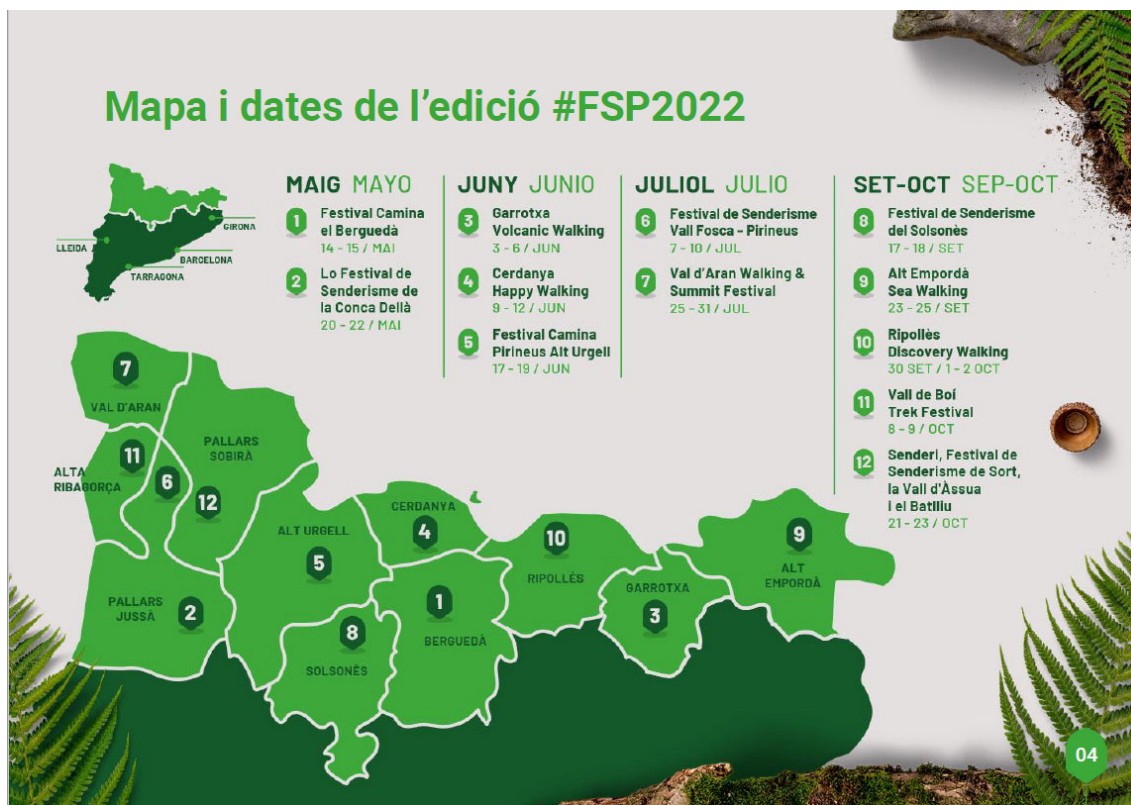 Mapa i dates de l'edició #FSP2022
GIRONA
LLEIDA
BARCELONA
TARRAGONA
MAIG MAYO
1
Festival Camina
el Berguedà
14 - 15 / MAI
2
Lo Festival de
Senderisme de
la Conca Dellà
20 - 22 / MAI
JUNY JUNIO
3
Garrotxa
Volcanic Walking
3 - 6 / JUN
4
Cerdanya
Happy Walking
9 - 12 / JUN
5
Festival Camina
Pirineus Alt Urgell
17 - 19 / JUN
JULIOL JULIO
6
Festival de Senderisme
Vall Fosca - Pirineus
7 - 10 / JUL
7
Val d'Aran Walking &
Summit Festival
25 - 31 / JUL
SET-OCT SEP-OCT
8
Festival de Senderisme
del Solsonès
17 - 18 / SET
9
Alt Empordà
Sea Walking
23 - 25 / SET
10
Ripollès
Discovery Walking
30 SET / 1 - 2 OCT
11
Vall de Boí
Trek Festival
8 - 9 / OCT
12
Senderi, Festival de
Senderisme de Sort,
la Vall d'Àssua
i el Batlliu
21 - 23 / OCT
7
VAL D'ARAN
PALLARS
SOBIRÀ
11
ALTA
RIBAGORÇA
6
12
CERDANYA
4
ALT URGELL
5
10
RIPOLLÈS
9
ALT
EMPORDÀ
GARROTXA
3
PALLARS
JUSSÀ
2
1
BERGUEDÀ
8
SOLSONÈS
04